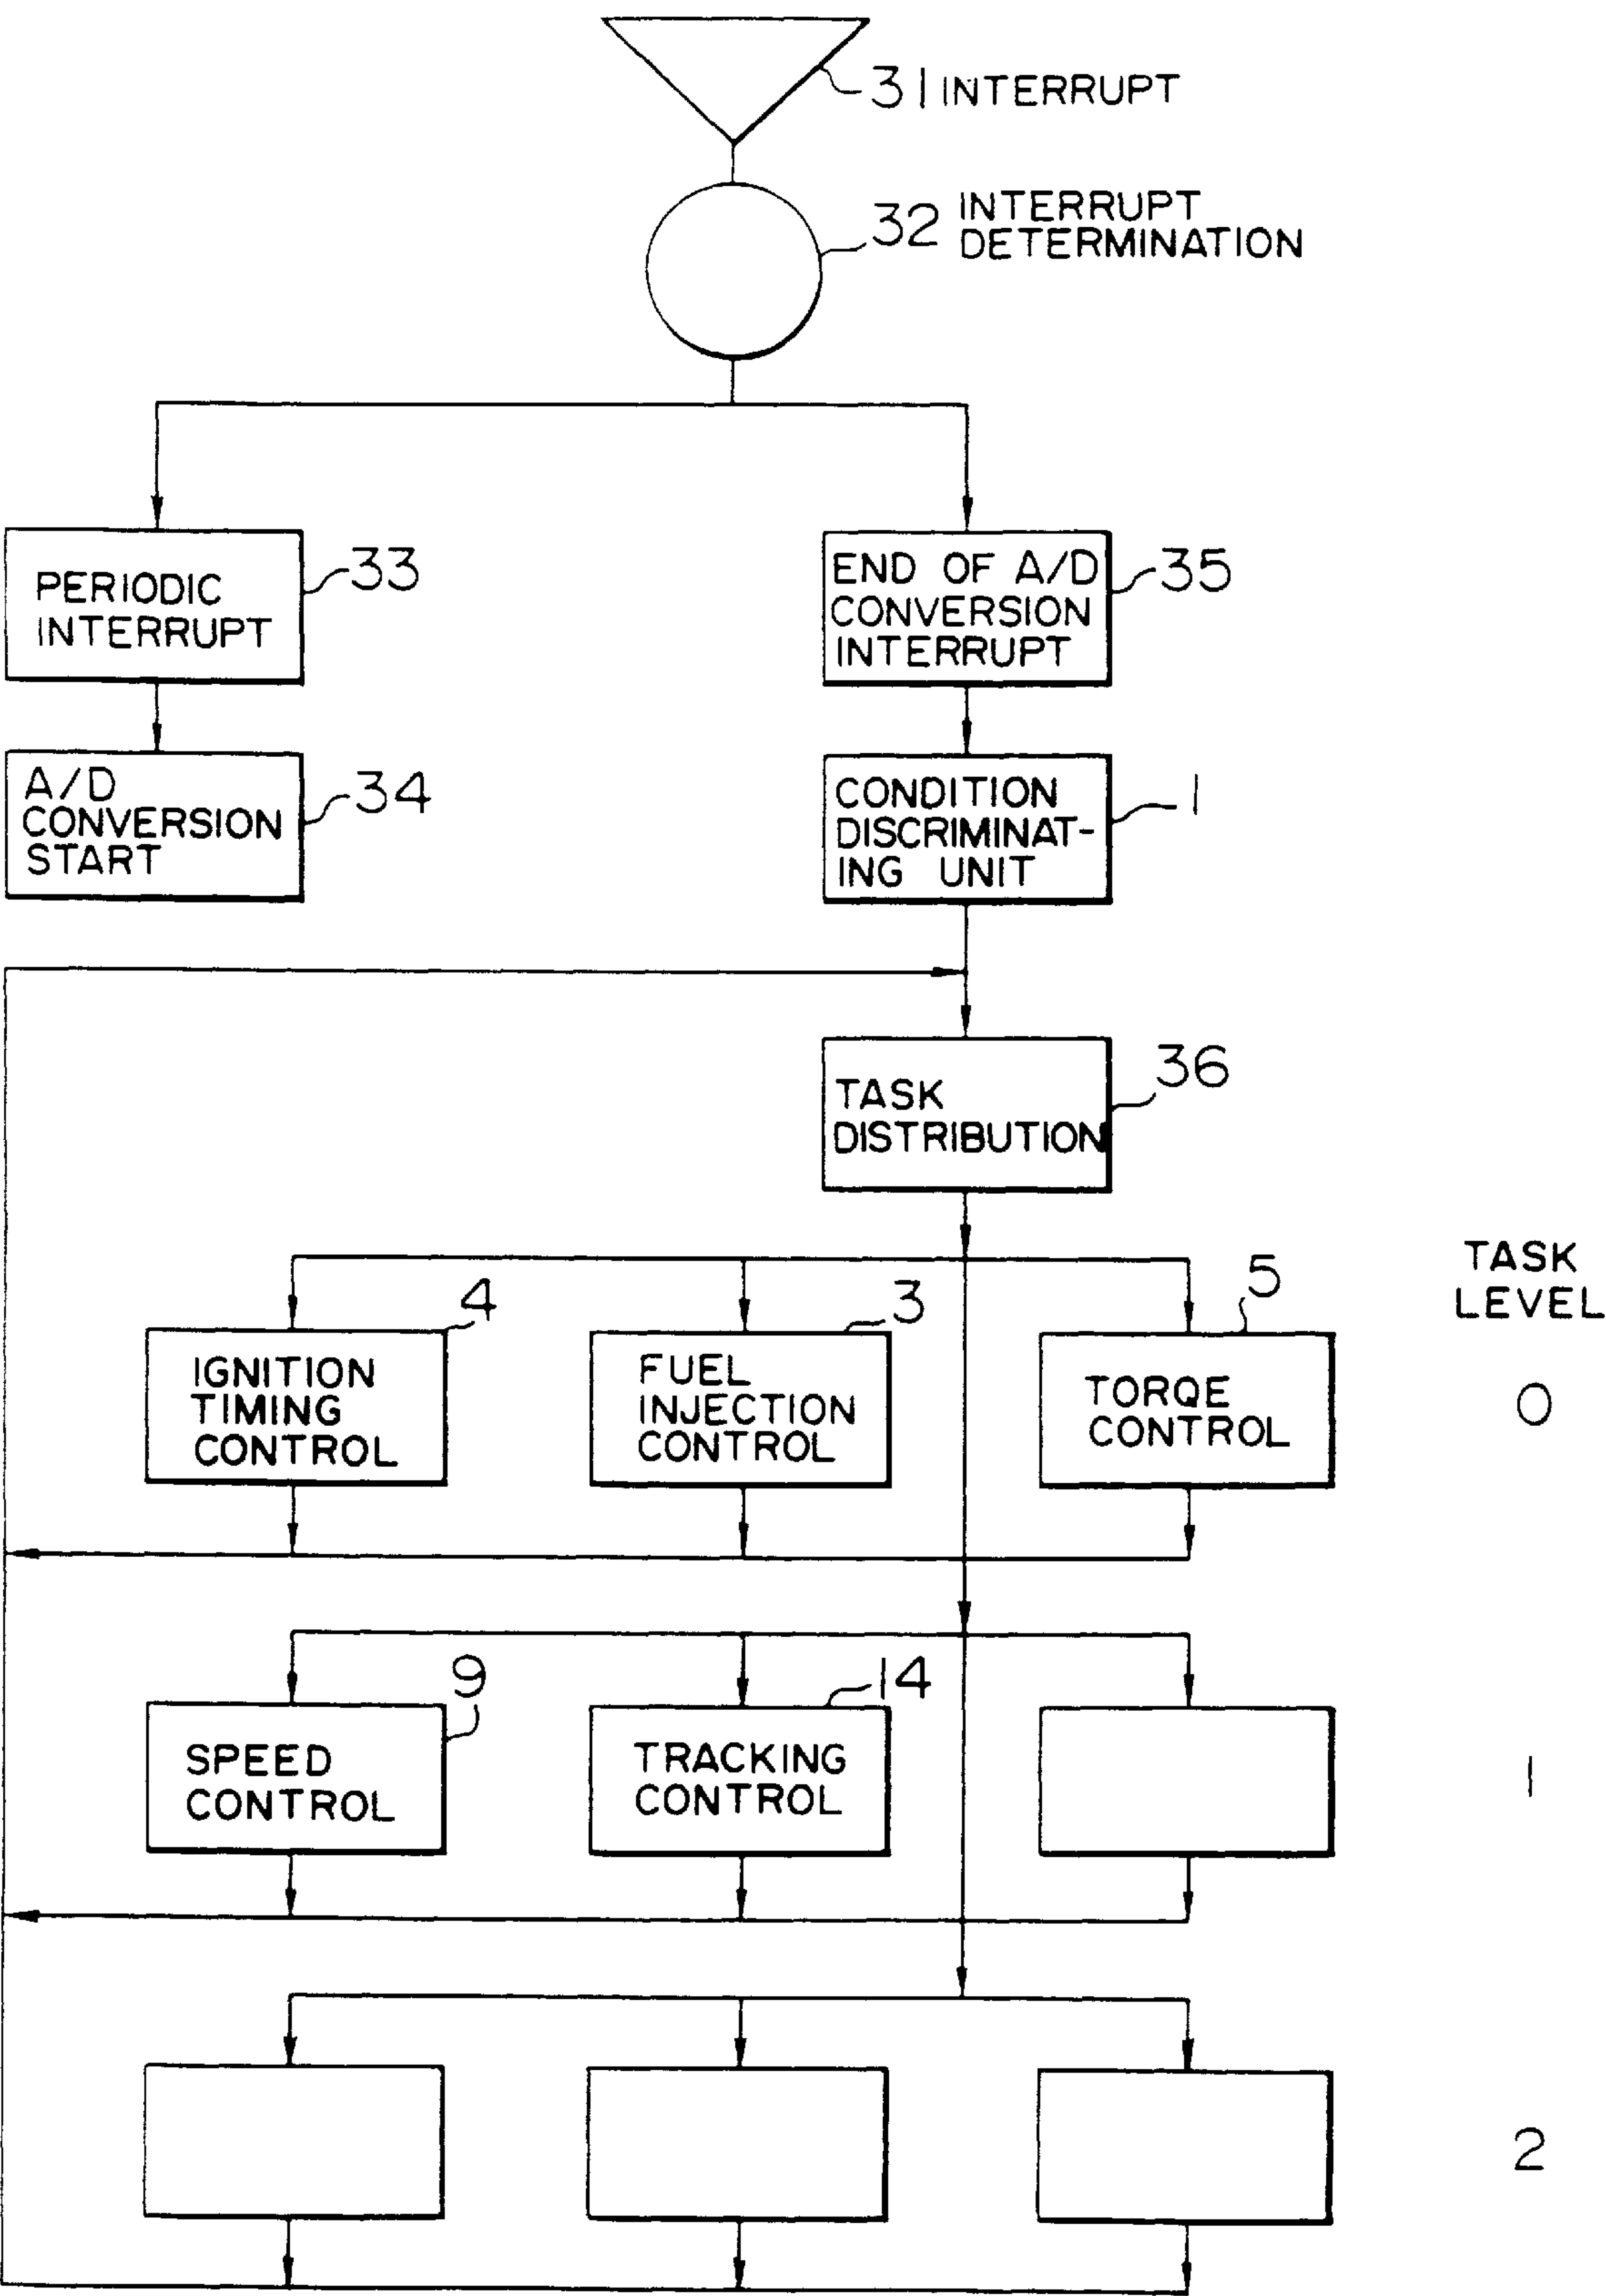 31 INTERRUPT
32 INTERRUPT
DETERMINATION
PERIODIC
INTERRUPT
33
END OF A/D
CONVERSION
INTERRUPT
35
A/D
CONVERSION
START
34
CONDITION
DISCRIMINAT-
ING UNIT
1
TASK
DISTRIBUTION
36
TASK
LEVEL
4
IGNITION
TIMING
CONTROL
3
FUEL
INJECTION
CONTROL
5
TORQE
CONTROL
0
9
SPEED
CONTROL
14
TRACKING
CONTROL
1
2